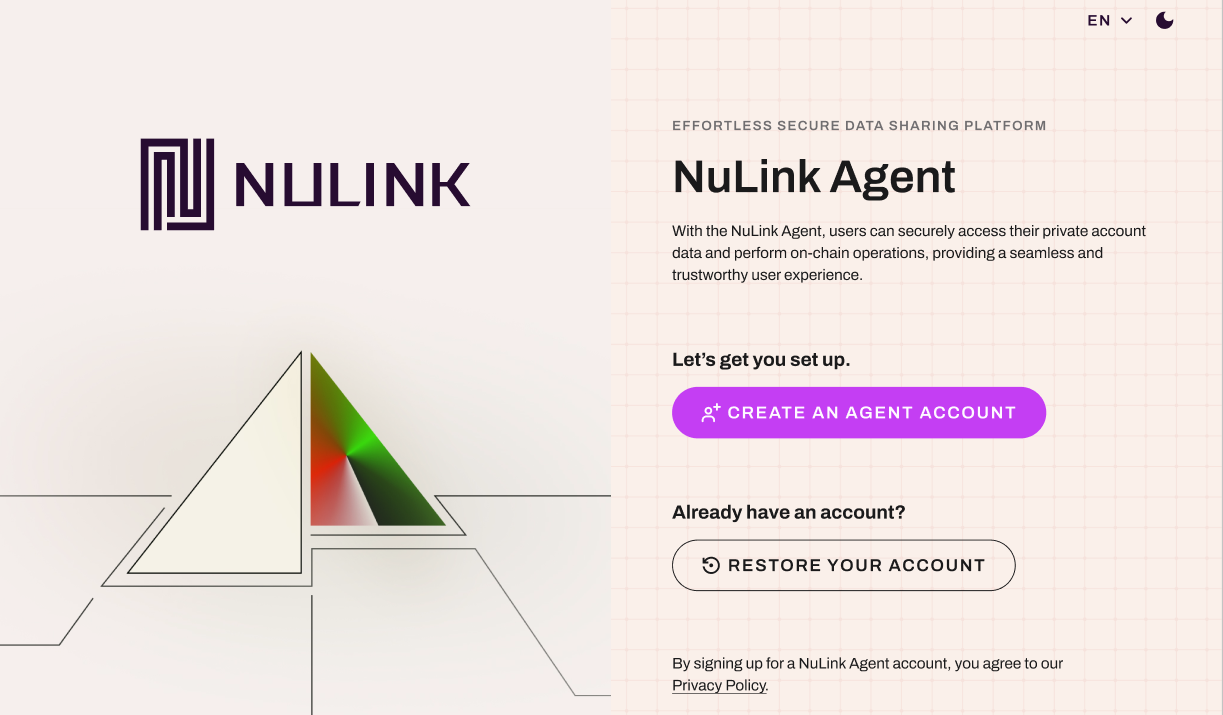 EN
NULINK
EFFORTLESS SECURE DATA SHARING PLATFORM
NuLink Agent
With the NuLink Agent, users can securely access their private account
data and perform on-chain operations, providing a seamless and
trustworthy user experience.
Let’s get you set up.
CREATE AN AGENT ACCOUNT
Already have an account?
RESTORE YOUR ACCOUNT
By signing up for a NuLink Agent account, you agree to our
Privacy Policy.